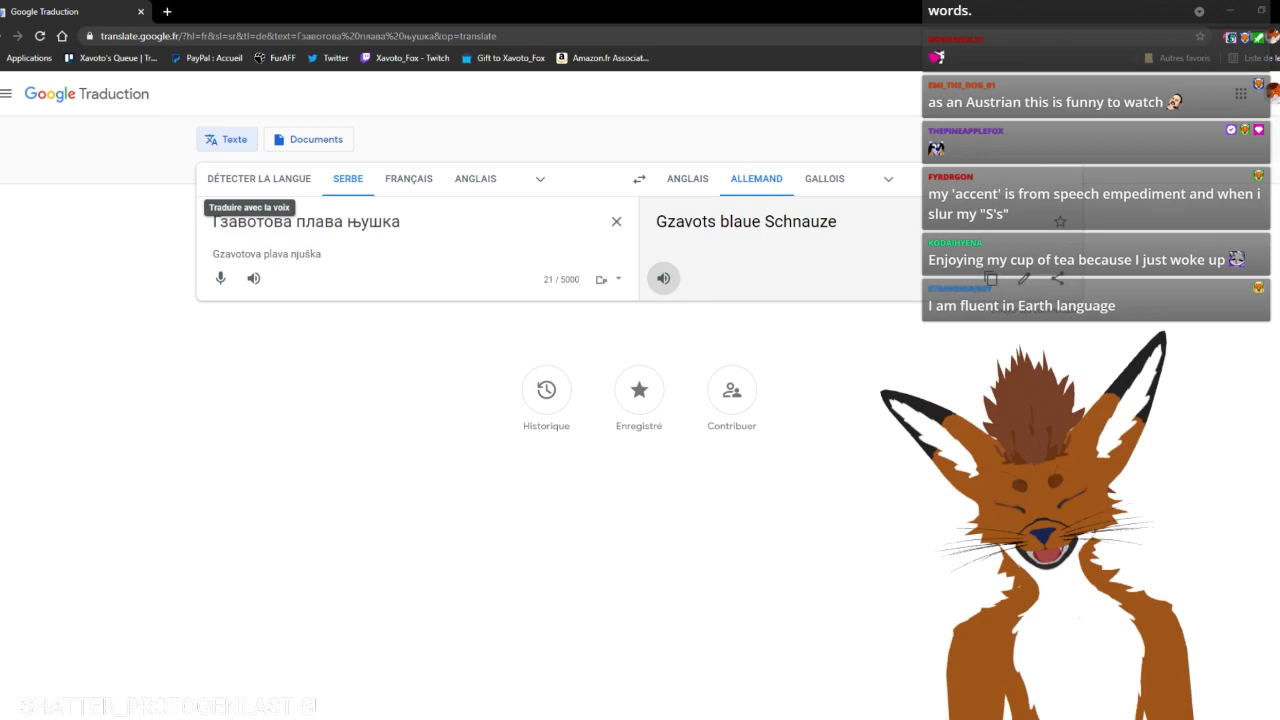 Google Traduction
translate.google.fr/?hl=fr&sl=sr&tl=de&text=Гзавотова%20плава%20њушка&op=translate
Applications
Xavoto's Queue | Tr...
PayPal : Accueil
FurAFF
Twitter
Xavoto_Fox - Twitch
Gift to Xavoto_Fox
Amazon.fr Associat...
Autres favoris
Liste de le
Google Traduction
Texte
Documents
DÉTECTER LA LANGUE
SERBE
FRANÇAIS
ANGLAIS
ANGLAIS
ALLEMAND
GALLOIS
Traduire avec la voix
Гзавотова плава њушка
Gzavotova plava njuška
21 / 5000
Gzavots blaue Schnauze
Historique
Enregistré
Contribuer
words.
EMI_THE_DOG_01
as an Austrian this is funny to watch
THEPINEAPPLEFOX
FYRDRGON
my 'accent' is from speech empediment and when i
slur my "S's"
KODAIHYENA
Enjoying my cup of tea because I just woke up
I am fluent in Earth language
SHATTER_PROTOGENLAST GI